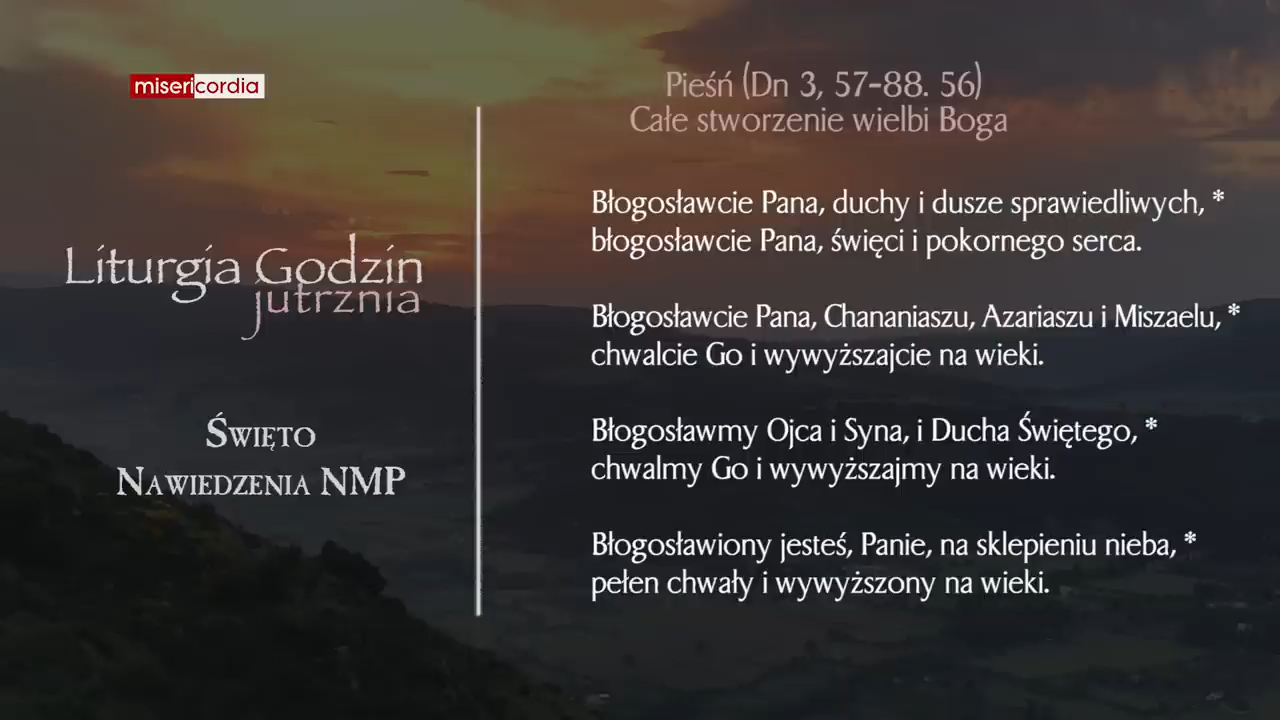 misericordia
Liturgia Godzin
jutrznia
Święto
Nawiedzenia NMP
Pieśń (Dn 3, 57-88. 56)
Całe stworzenie wielbi Boga
Błogosławcie Pana, duchy i dusze sprawiedliwych, *
błogosławcie Pana, święci i pokornego serca.
Błogosławcie Pana, Chananiaszu, Azariaszu i Miszaelu, *
chwalcie Go i wywyższajcie na wieki.
Błogosławmy Ojca i Syna, i Ducha Świętego, *
chwalmy Go i wywyższajmy na wieki.
Błogosławiony jesteś, Panie, na sklepieniu nieba, *
pełen chwały i wywyższony na wieki.